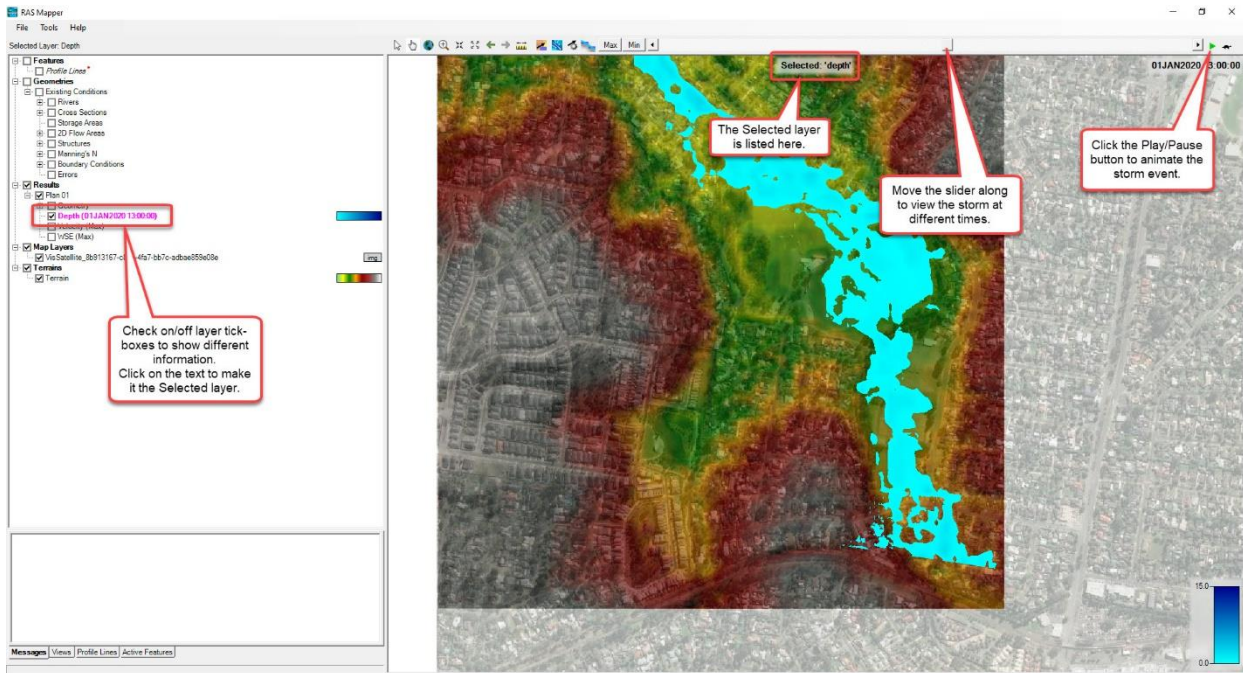 RAS Mapper
File Tools Help
Selected Layer: Depth
Max Min
Features
Profile Lines
Geometries
Existing Conditions
Rivers
Cross Sections
Storage Areas
2D Flow Areas
Structures
Manning's N
Boundary Conditions
Errors
Results
Plan 01
Geometry
Depth (01JAN2020 13:00:00)
Velocity (Max)
WSE (Max)
Map Layers
img
Terrains
Terrain
Check on/off layer tick-
boxes to show different
information.
Click on the text to make
it the Selected layer.
Selected: 'depth'
The Selected layer
is listed here.
Move the slider along
to view the storm at
different times.
01JAN2020 13:00:00
Click the Play/Pause
button to animate the
storm event.
15.0
0.0
Messages Views Profile Lines Active Features